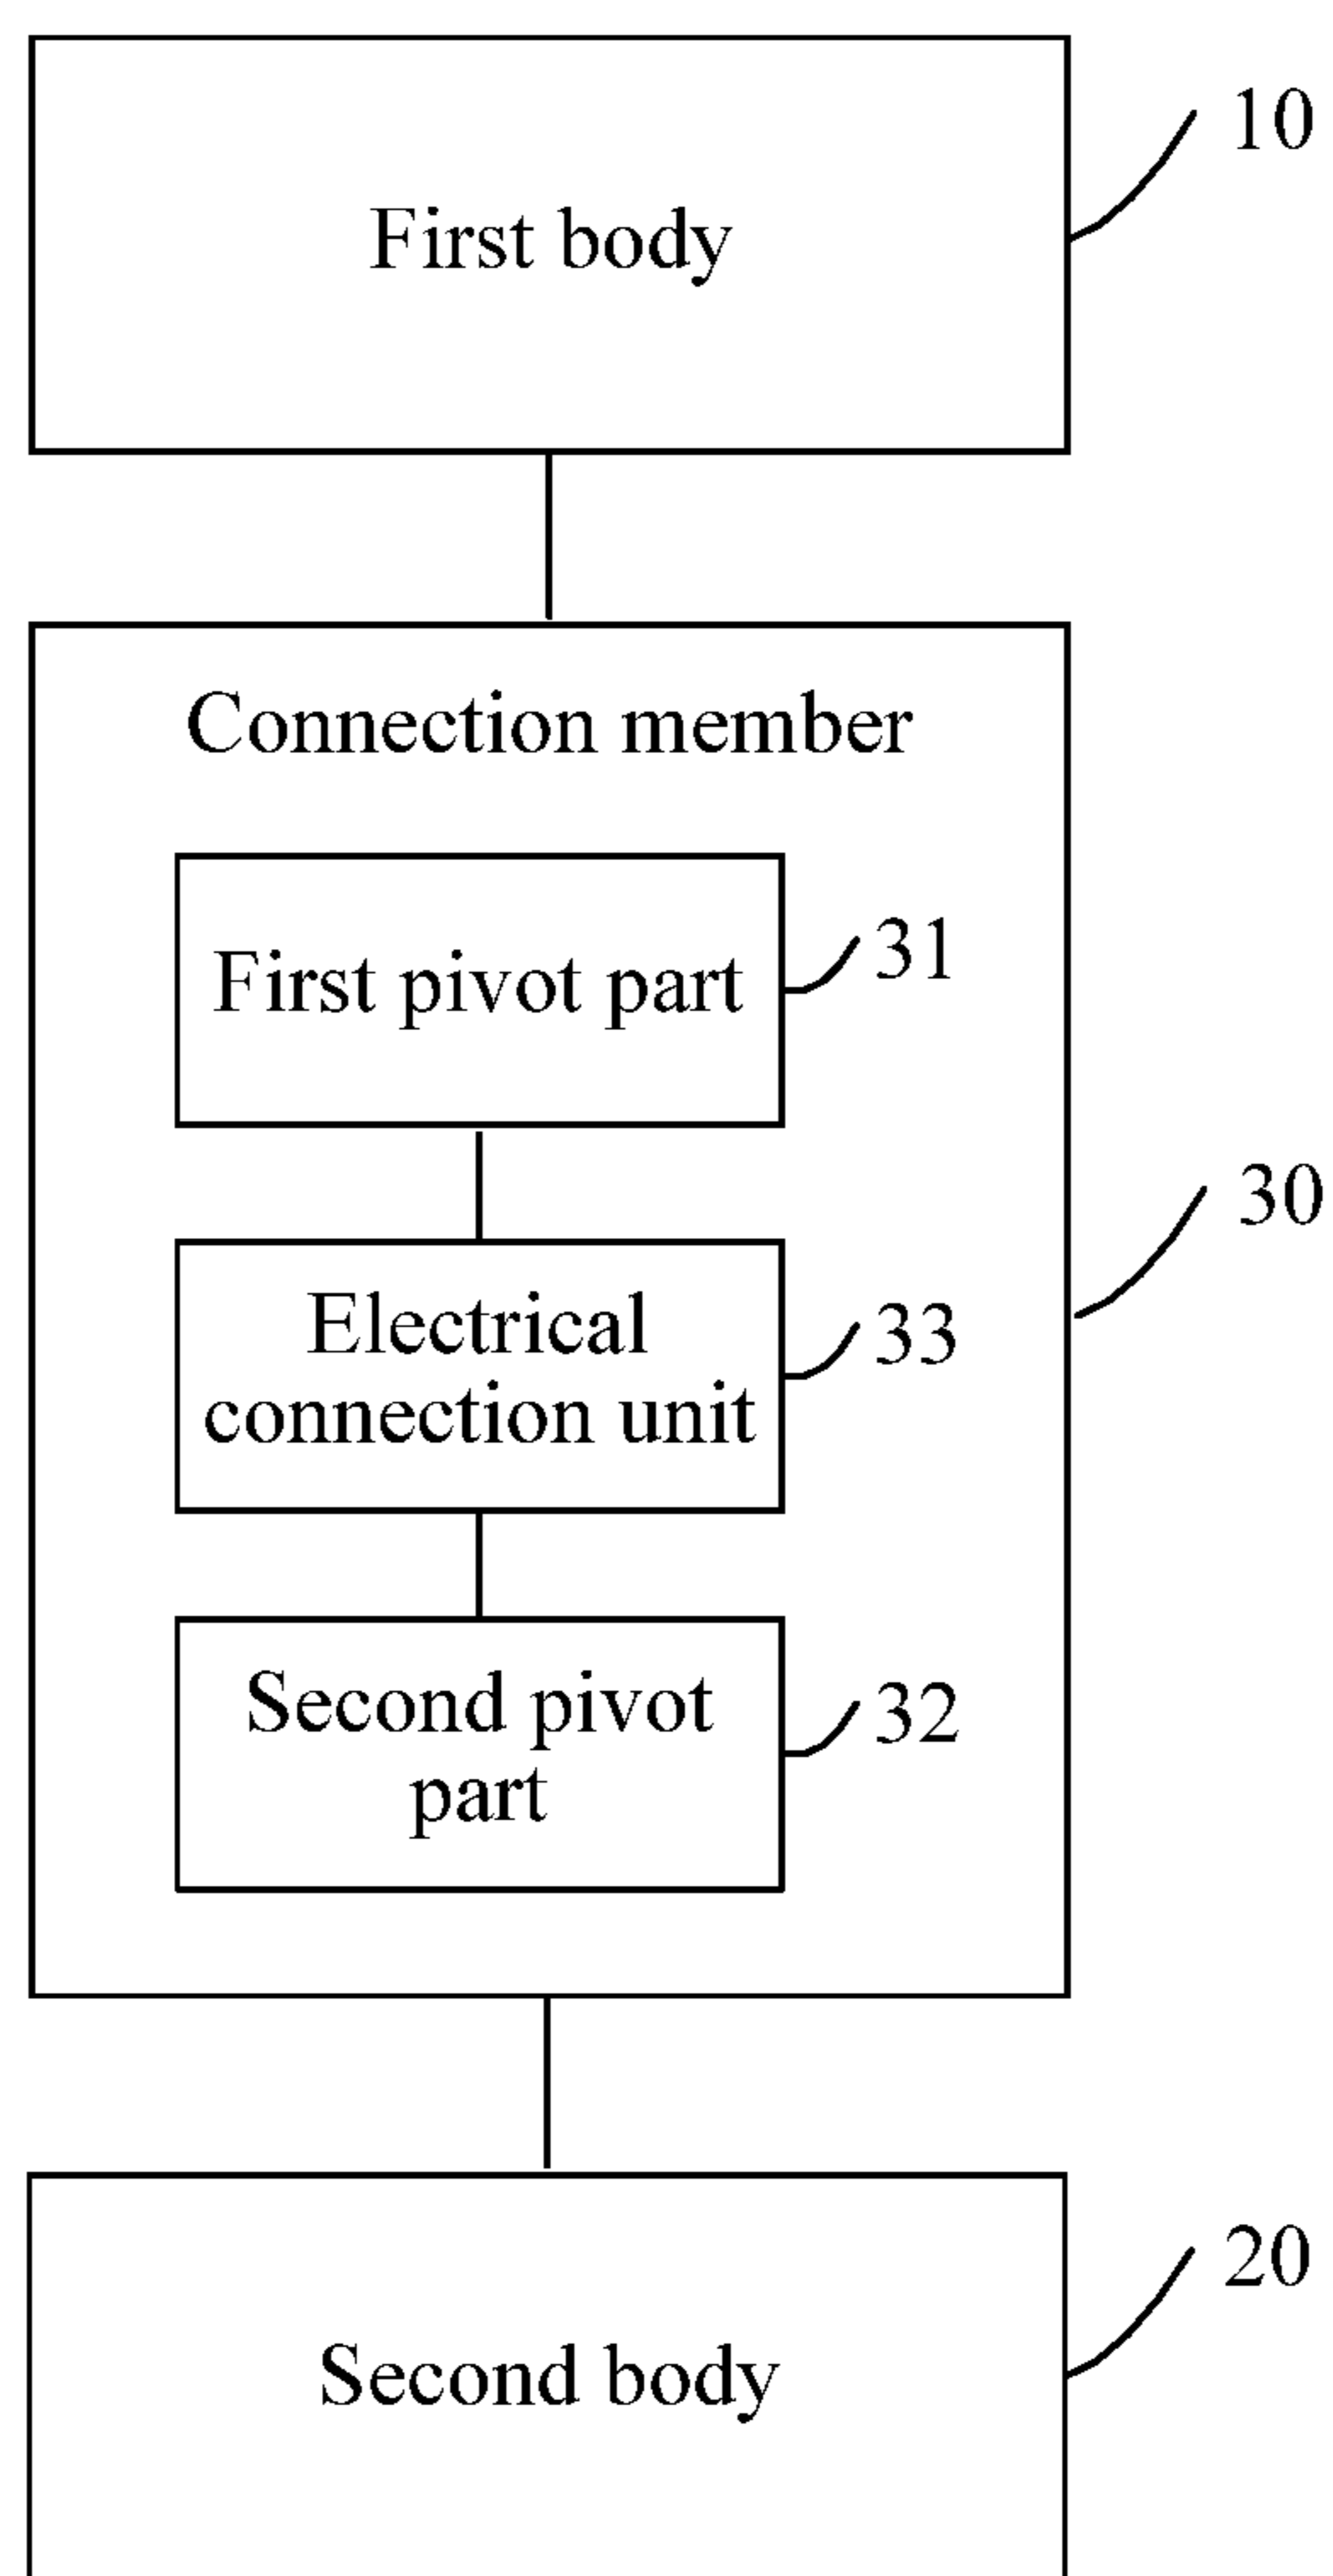 First body
10
Connection member
First pivot part
31
30
Electrical
connection unit
33
Second pivot
part
32
Second body
20